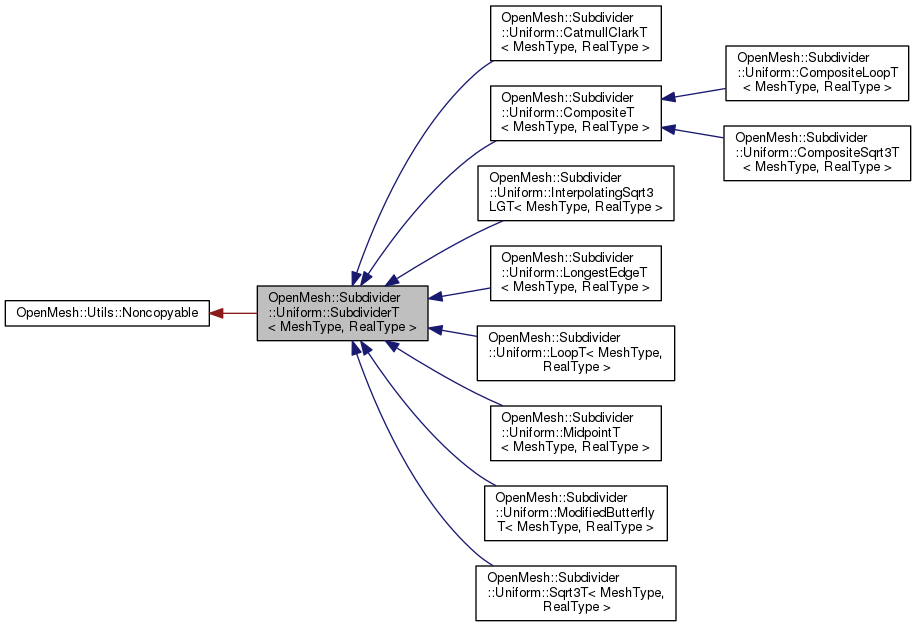 OpenMesh::Subdivider
::Uniform::CatmullClarkT
< MeshType, RealType >
OpenMesh::Subdivider
::Uniform::CompositeLoopT
< MeshType, RealType >
OpenMesh::Subdivider
::Uniform::CompositeT
< MeshType, RealType >
OpenMesh::Subdivider
::Uniform::CompositeSqrt3T
< MeshType, RealType >
OpenMesh::Subdivider
::Uniform::InterpolatingSqrt3
LGT< MeshType, RealType >
OpenMesh::Subdivider
::Uniform::LongestEdgeT
< MeshType, RealType >
OpenMesh::Utils::Noncopyable
OpenMesh::Subdivider
::Uniform::SubdividerT
< MeshType, RealType >
OpenMesh::Subdivider
::Uniform::LoopT< MeshType,
RealType >
OpenMesh::Subdivider
::Uniform::MidpointT
< MeshType, RealType >
OpenMesh::Subdivider
::Uniform::ModifiedButterfly
T< MeshType, RealType >
OpenMesh::Subdivider
::Uniform::Sqrt3T< MeshType,
RealType >